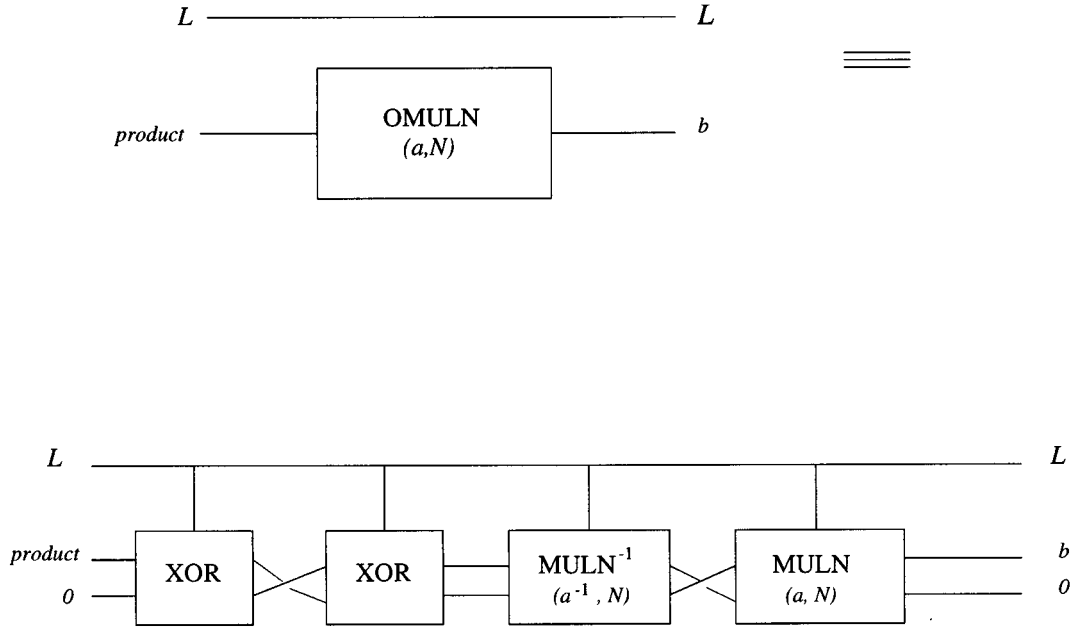 L L
OMULN
product b
(a,N)
L L
product XOR XOR MULN⁻¹ MULN b
0 (a⁻¹, N) (a, N) 0